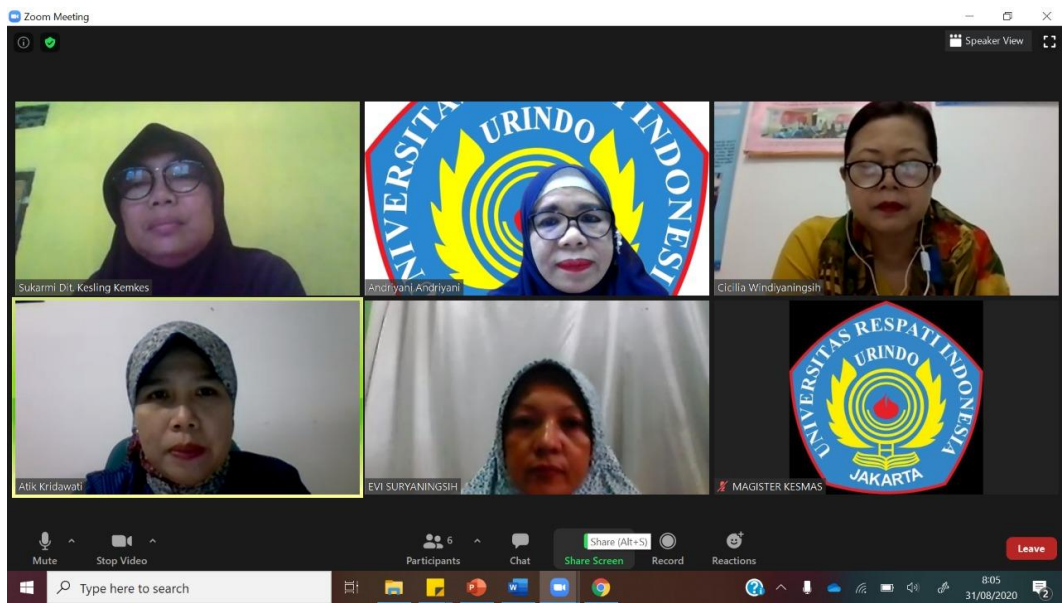 Zoom Meeting
Speaker View
UNIVERSITAS RESPATI INDONESIA
URINDO
Sukarmi Dit. Kesling Kemkes
Andriyani Andriyani
Cicilia Windiyaningsih
Atik Kridawati
EVI SURYANINGSIH
UNIVERSITAS RESPATI INDONESIA
URINDO
JAKARTA
MAGISTER KESMAS
Mute
Stop Video
6
Participants
Chat
Share (Alt+S)
Share Screen
Record
Reactions
Leave
Type here to search
8:05
31/08/2020
2